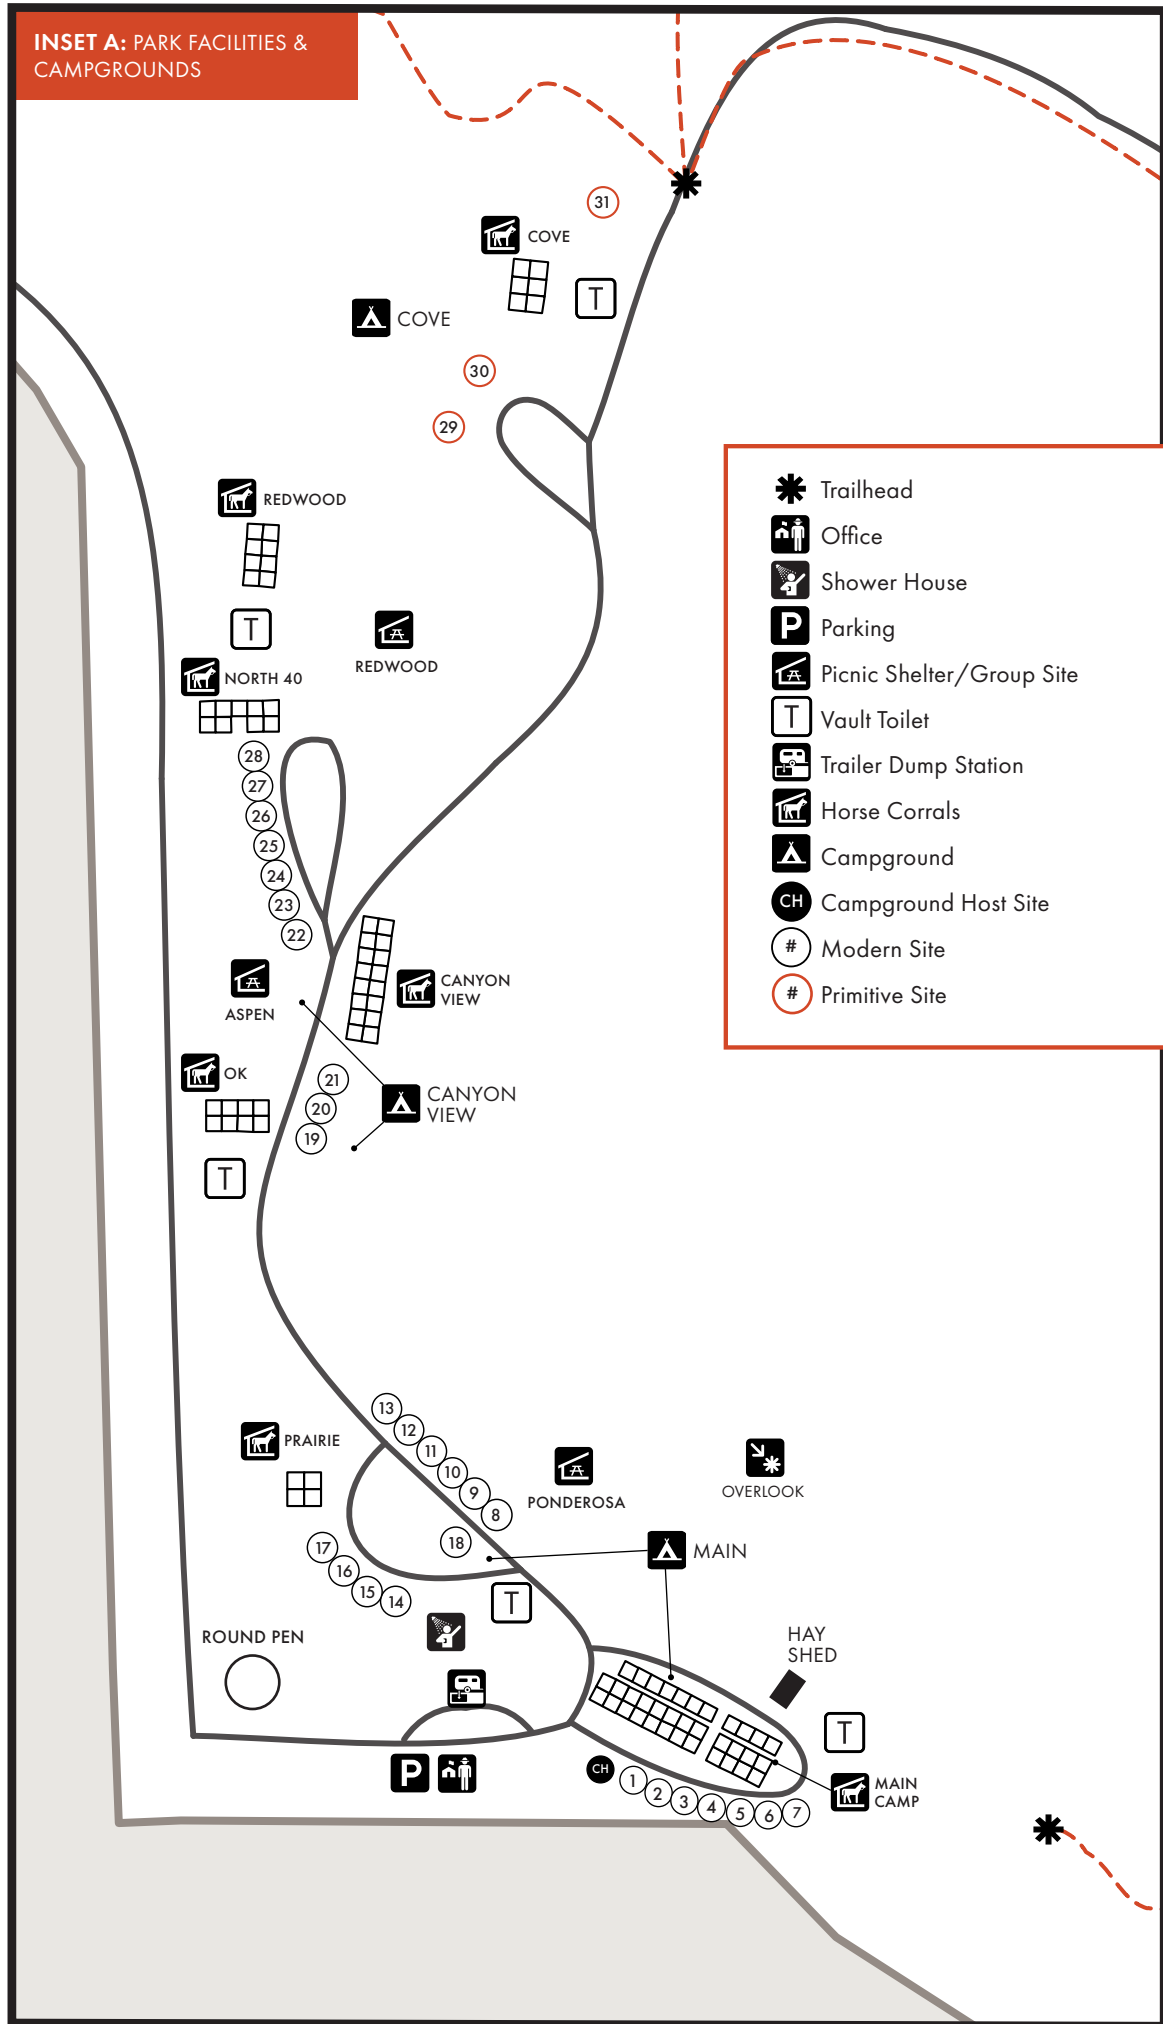 INSET A: PARK FACILITIES &
CAMPGROUNDS
31
COVE
T
COVE
30
29
REDWOOD
T
REDWOOD
NORTH 40
28
27
26
25
24
23
22
ASPEN
CANYON
VIEW
OK
21
20
19
CANYON
VIEW
T
Trailhead
Office
Shower House
P
Parking
Picnic Shelter/Group Site
T
Vault Toilet
Trailer Dump Station
Horse Corrals
Campground
CH
Campground Host Site
#
Modern Site
#
Primitive Site
13
12
11
10
9
8
PRAIRIE
PONDEROSA
OVERLOOK
18
MAIN
17
16
15
14
T
ROUND PEN
HAY
SHED
T
P
CH
1
2
3
4
5
6
7
MAIN
CAMP